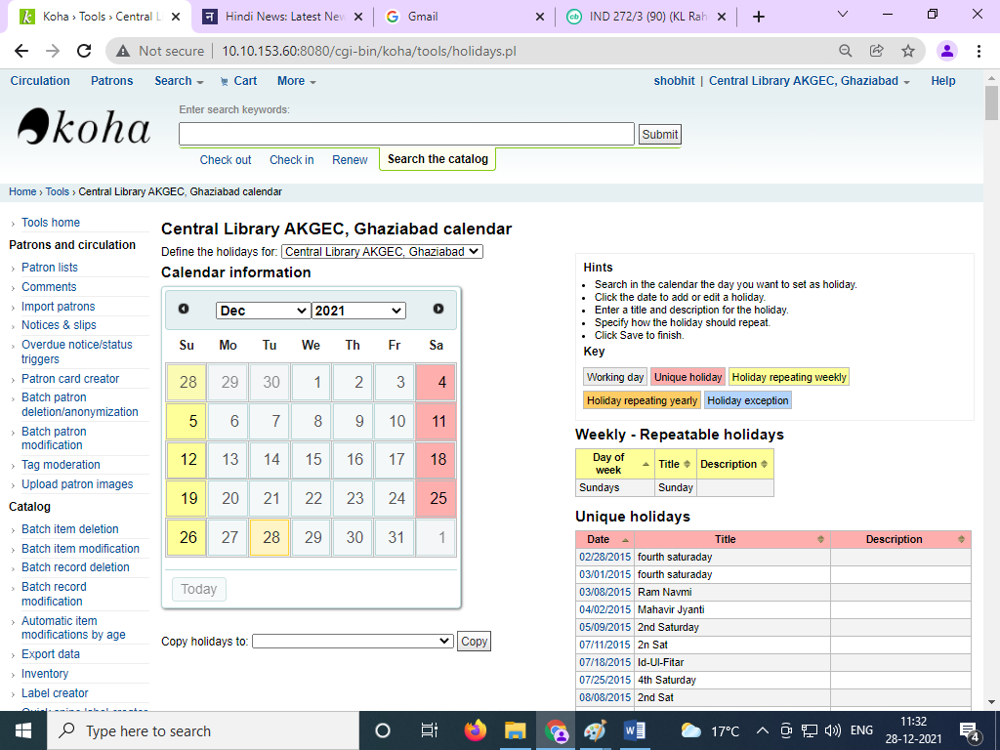 Koha › Tools › Central L
Hindi News: Latest New
Gmail
IND 272/3 (90) (KL Rah
Not secure
10.10.153.60:8080/cgi-bin/koha/tools/holidays.pl
Circulation
Patrons
Search
Cart
More
shobhit | Central Library AKGEC, Ghaziabad
Help
koha
Enter search keywords:
Submit
Check out
Check in
Renew
Search the catalog
Home › Tools › Central Library AKGEC, Ghaziabad calendar
Tools home
Patrons and circulation
Patron lists
Comments
Import patrons
Notices & slips
Overdue notice/status
triggers
Patron card creator
Batch patron
deletion/anonymization
Batch patron
modification
Tag moderation
Upload patron images
Catalog
Batch item deletion
Batch item modification
Batch record deletion
Batch record
modification
Automatic item
modifications by age
Export data
Inventory
Label creator
Central Library AKGEC, Ghaziabad calendar
Define the holidays for: Central Library AKGEC, Ghaziabad
Calendar information
Dec 2021
Su Mo Tu We Th Fr Sa
28 29 30 1 2 3 4
5 6 7 8 9 10 11
12 13 14 15 16 17 18
19 20 21 22 23 24 25
26 27 28 29 30 31 1
Today
Copy holidays to: Copy
Hints
Search in the calendar the day you want to set as holiday.
Click the date to add or edit a holiday.
Enter a title and description for the holiday.
Specify how the holiday should repeat.
Click Save to finish.
Key
Working day Unique holiday Holiday repeating weekly
Holiday repeating yearly Holiday exception
Weekly - Repeatable holidays
Day of
week Title Description
Sundays Sunday
Unique holidays
Date Title Description
02/28/2015 fourth saturaday
03/01/2015 fourth saturaday
03/08/2015 Ram Navmi
04/02/2015 Mahavir Jyanti
05/09/2015 2nd Saturday
07/11/2015 2n Sat
07/18/2015 Id-Ul-Fitar
07/25/2015 4th Saturday
08/08/2015 2nd Sat
Type here to search
17°C
ENG
11:32
28-12-2021
4